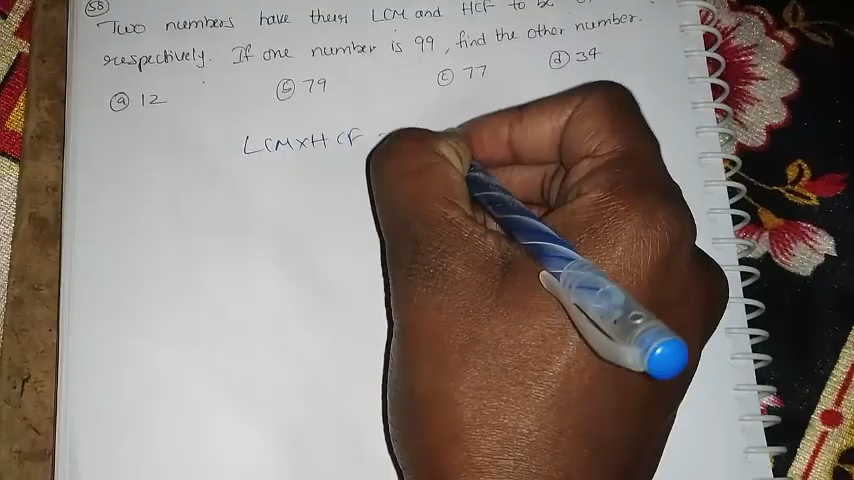 58
Two numbers have their LCM and HCF to be
respectively. If one number is 99, find the other number.
(a) 12 (b) 79 (c) 77 (d) 34
LCM×HCF